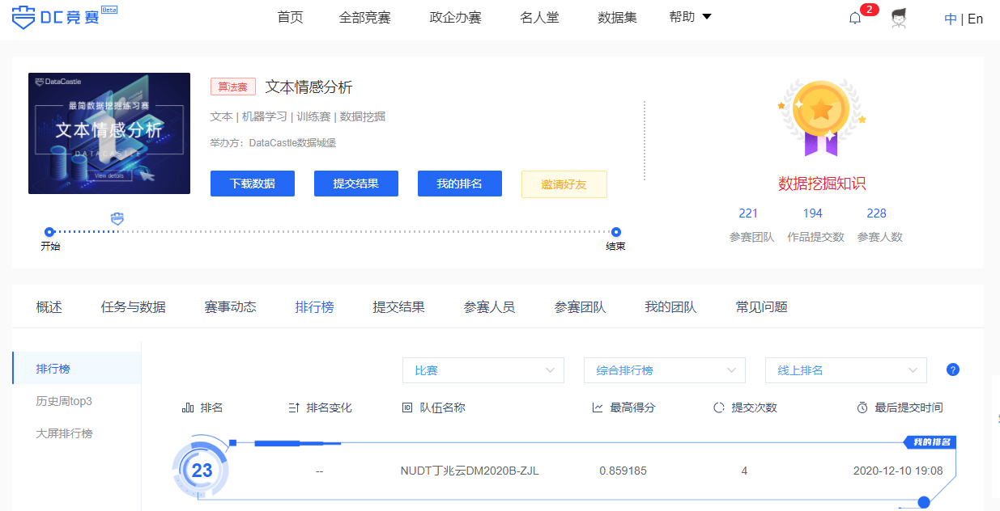 DC竞赛 Beta 首页 全部竞赛 政企办赛 名人堂 数据集 帮助 2 中 | En
DataCastle
最简数据挖掘练习赛
文本情感分析
DATACASTLE
View details
算法赛 文本情感分析
文本 | 机器学习 | 训练赛 | 数据挖掘
举办方：DataCastle数据城堡
下载数据 提交结果 我的排名 邀请好友
开始 结束
数据挖掘知识
221 194 228
参赛团队 作品提交数 参赛人数
概述 任务与数据 赛事动态 排行榜 提交结果 参赛人员 参赛团队 我的团队 常见问题
排行榜
历史周top3
大屏排行榜
比赛 综合排行榜 线上排名 ?
排名 排名变化 队伍名称 最高得分 提交次数 最后提交时间
我的排名
23 -- NUDT丁兆云DM2020B-ZJL 0.859185 4 2020-12-10 19:08